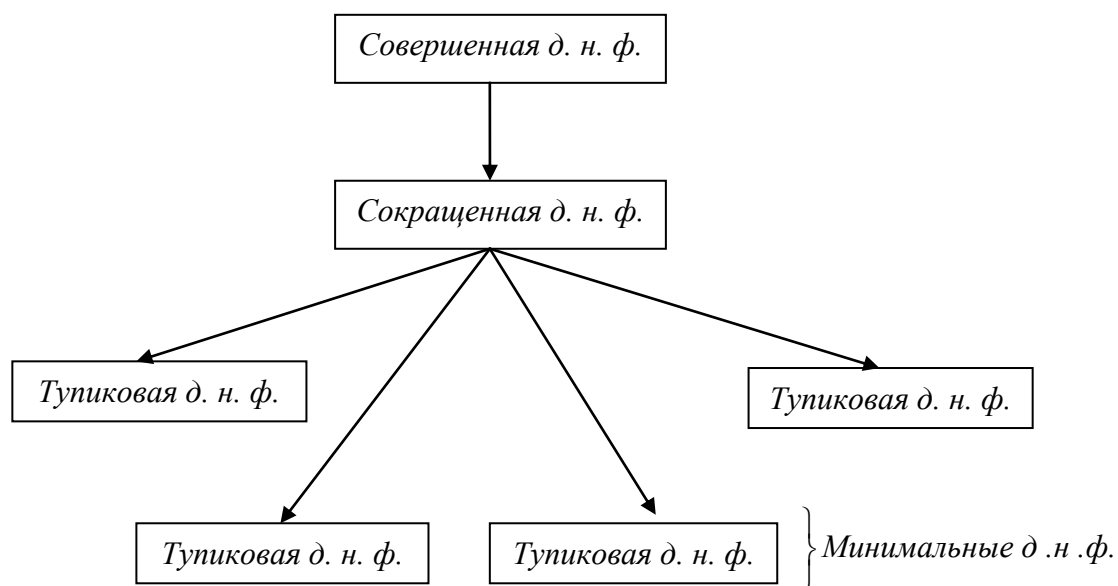 Совершенная д. н. ф.
Сокращенная д. н. ф.
Тупиковая д. н. ф.
Тупиковая д. н. ф.
Тупиковая д. н. ф.
Тупиковая д. н. ф.
Минимальные д .н .ф.